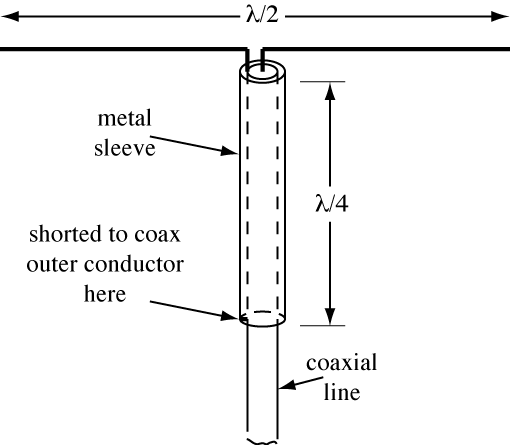 λ/2
metal
sleeve
λ/4
shorted to coax
outer conductor
here
coaxial
line